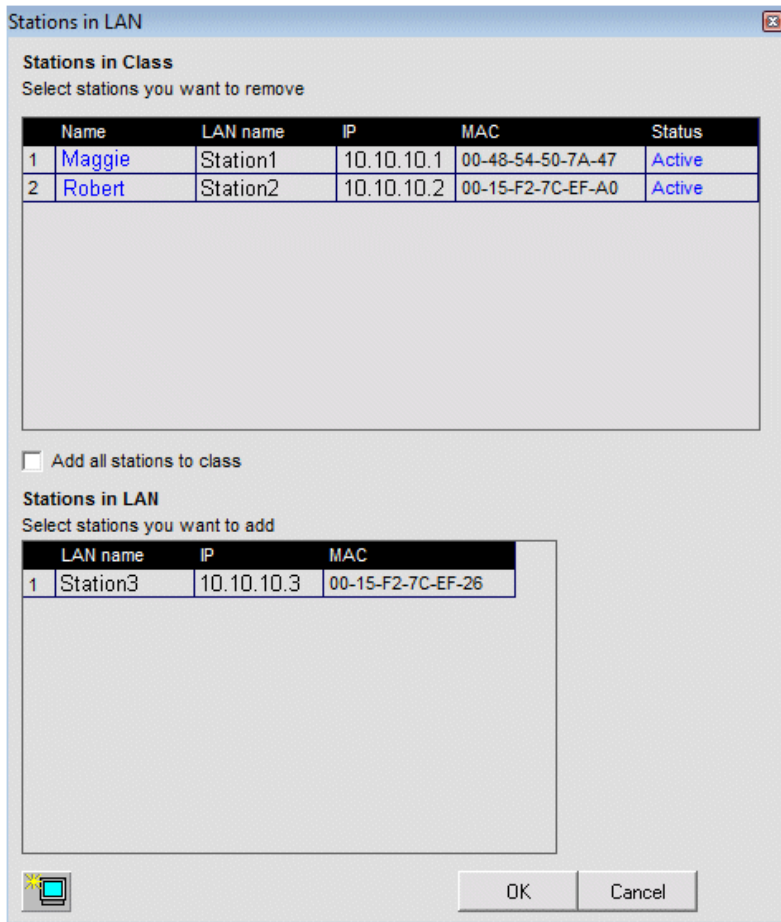 Stations in LAN
Stations in Class
Select stations you want to remove
Name LAN name IP MAC Status
1 Maggie Station1 10.10.10.1 00-48-54-50-7A-47 Active
2 Robert Station2 10.10.10.2 00-15-F2-7C-EF-A0 Active
Add all stations to class
Stations in LAN
Select stations you want to add
LAN name IP MAC
1 Station3 10.10.10.3 00-15-F2-7C-EF-26
OK Cancel